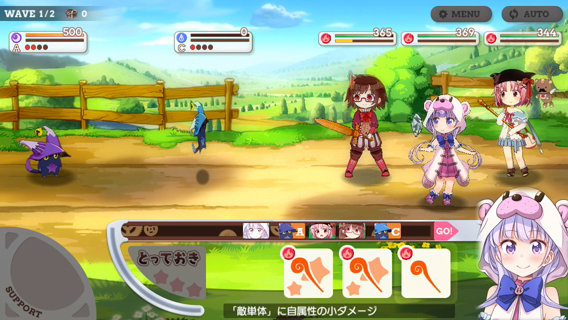 WAVE 1/2 0
MENU
AUTO
500
0
365
369
344
A
C
A
C
GO!
とっておき
SUPPORT
「敵単体」に自属性の小ダメージ